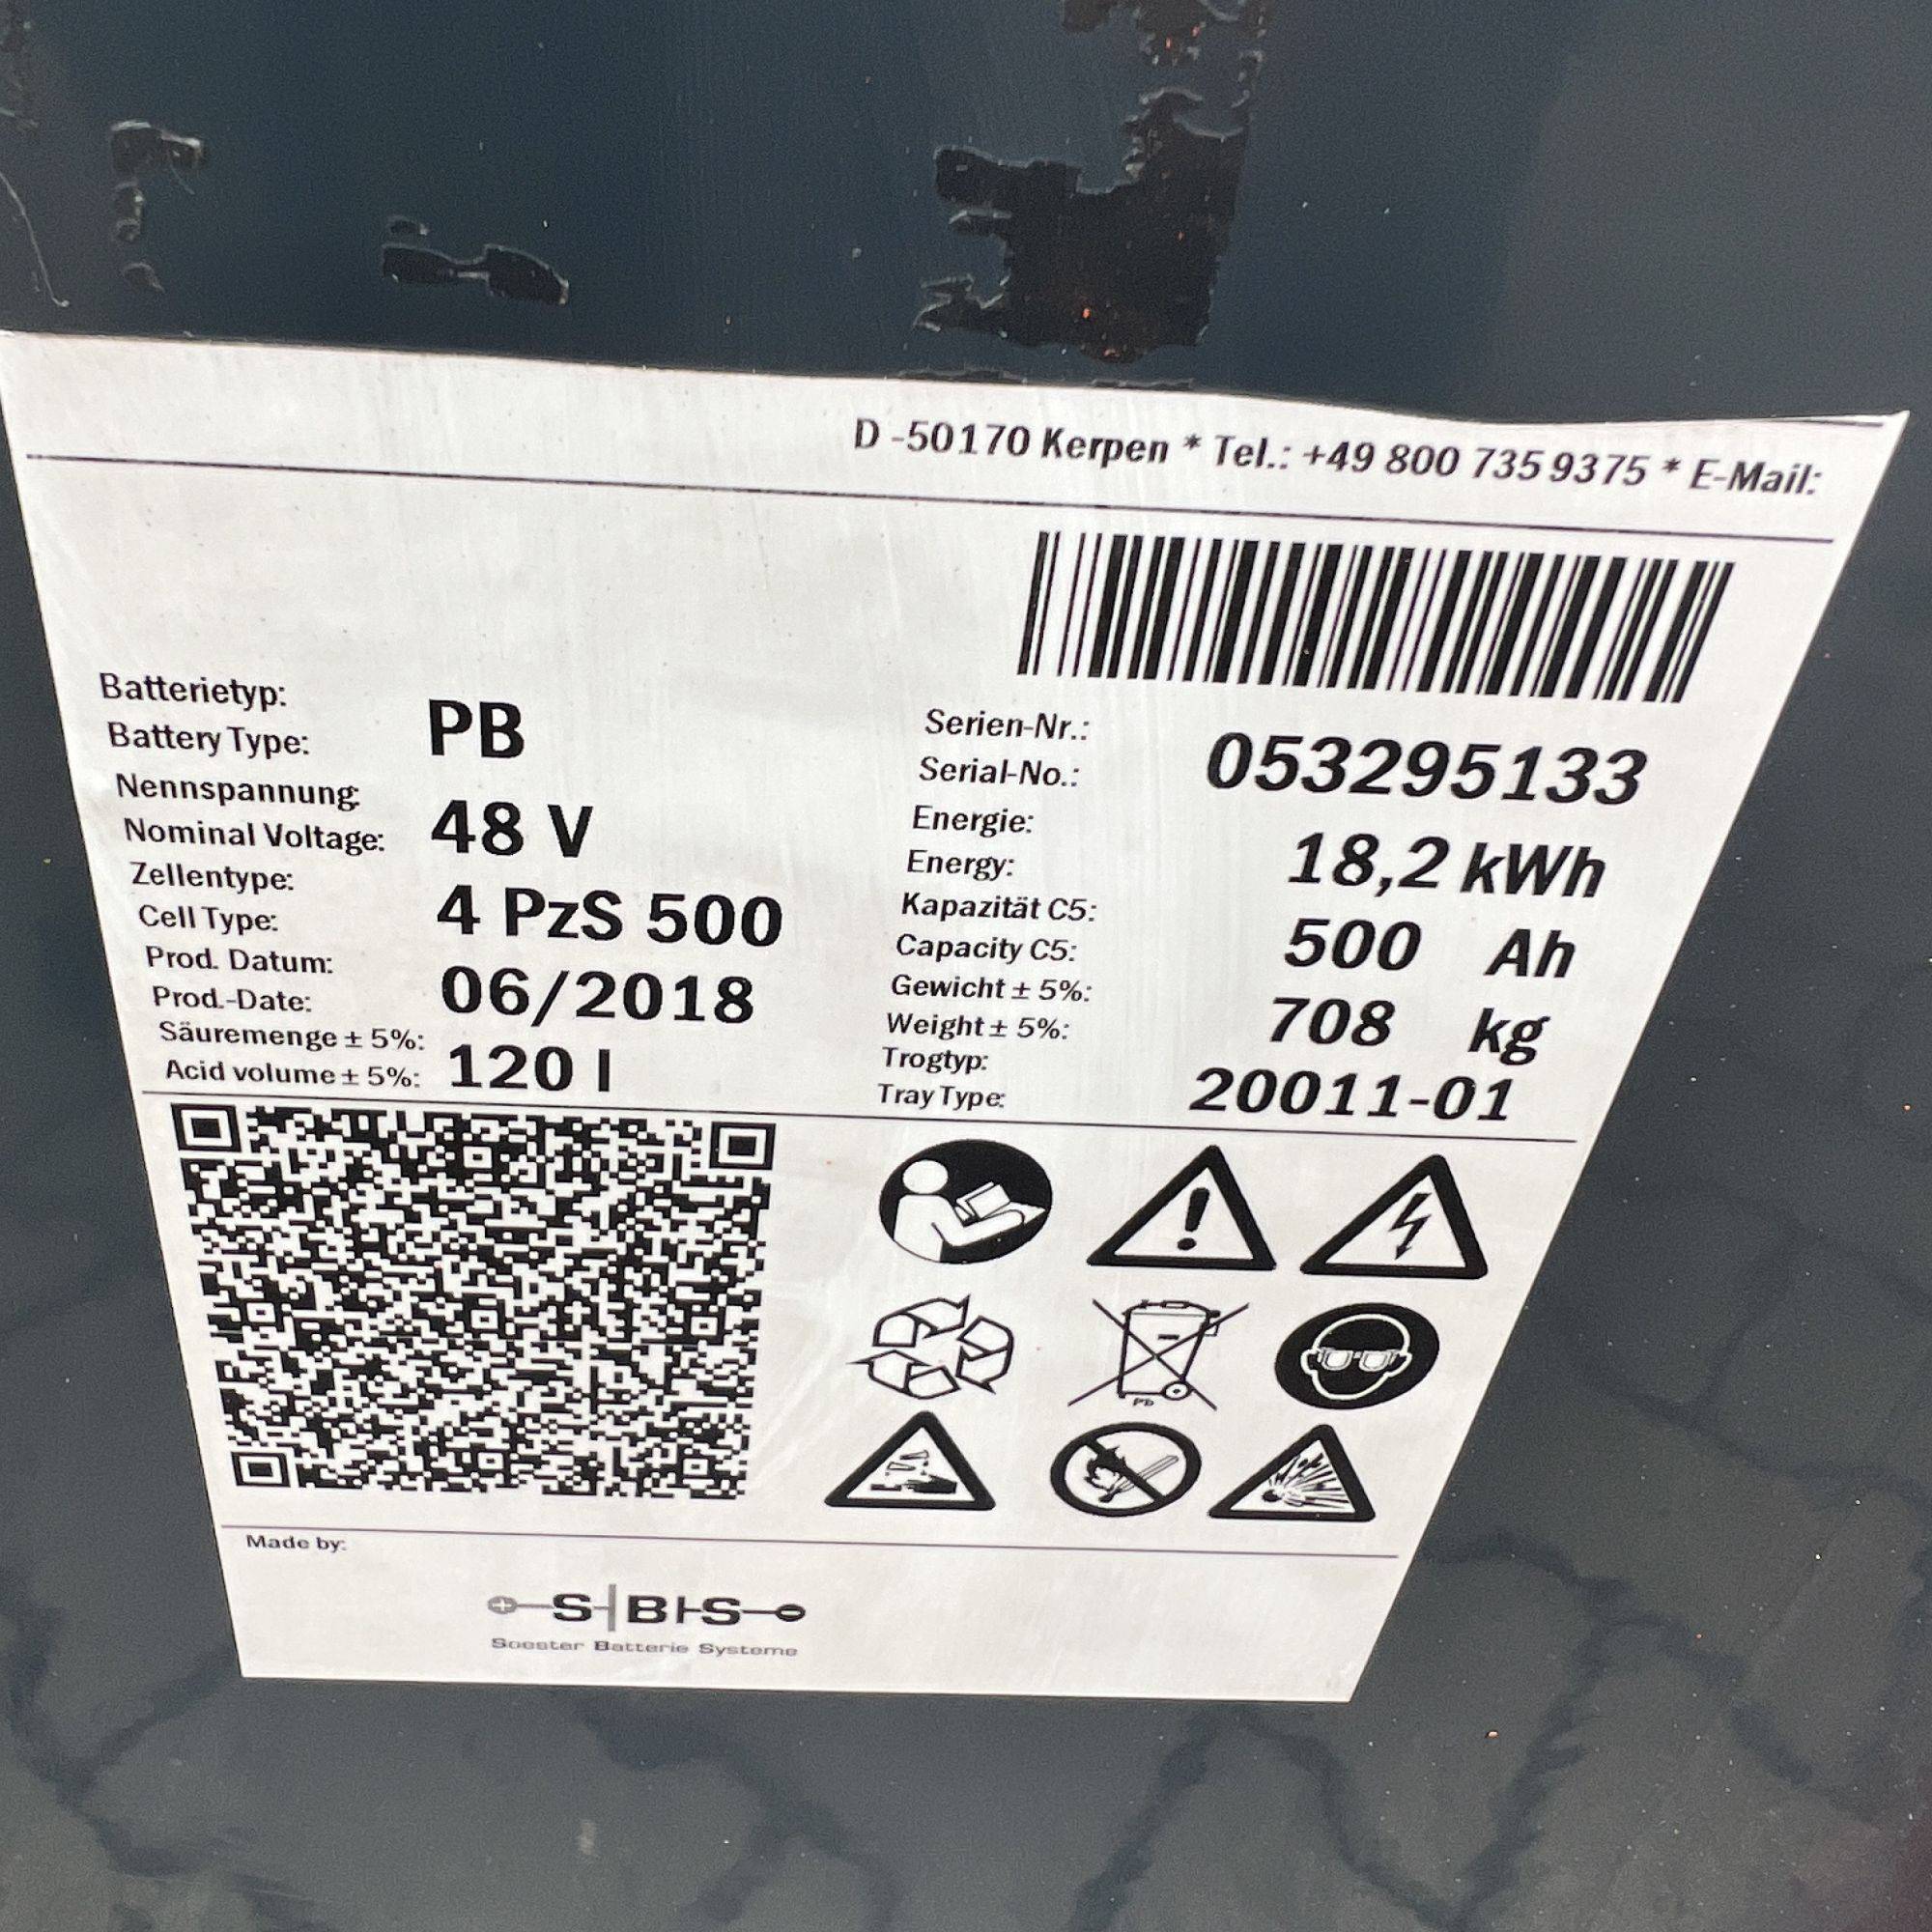 D -50170 Kerpen * Tel.: +49 800 735 9375 * E-Mail:
Batterietyp:
Battery Type: PB
Nennspannung:
Nominal Voltage: 48 V
Zellentype:
Cell Type: 4 PzS 500
Prod. Datum:
Prod.-Date: 06/2018
Säuremenge ± 5%:
Acid volume ± 5%: 120 l
Serien-Nr.:
Serial-No.: 053295133
Energie:
Energy: 18,2 kWh
Kapazität C5:
Capacity C5: 500 Ah
Gewicht ± 5%:
Weight ± 5%: 708 kg
Trogtyp:
Tray Type: 20011-01
Pb
Made by:
S B S
Soester Batterie Systeme